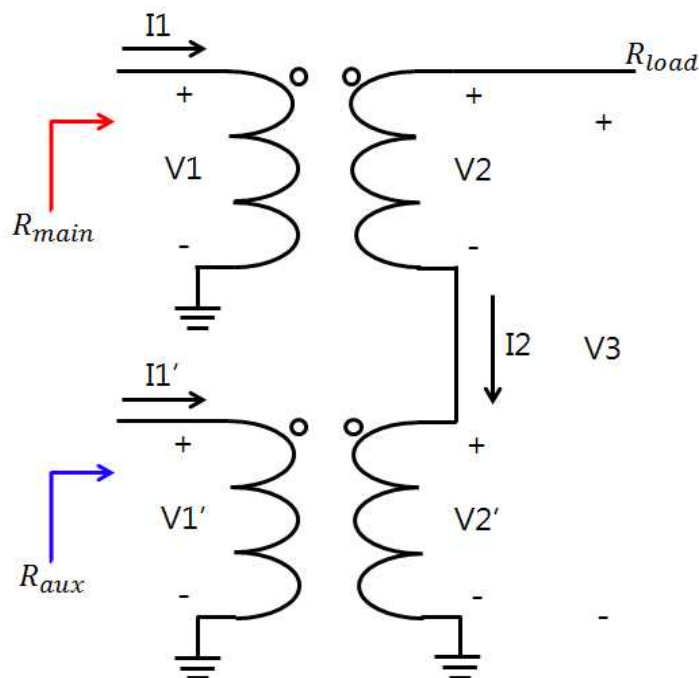 I1
R_load
+ + +
V1 V2
R_main
- -
I2 V3
I1'
+ +
V1' V2'
R_aux
- - -